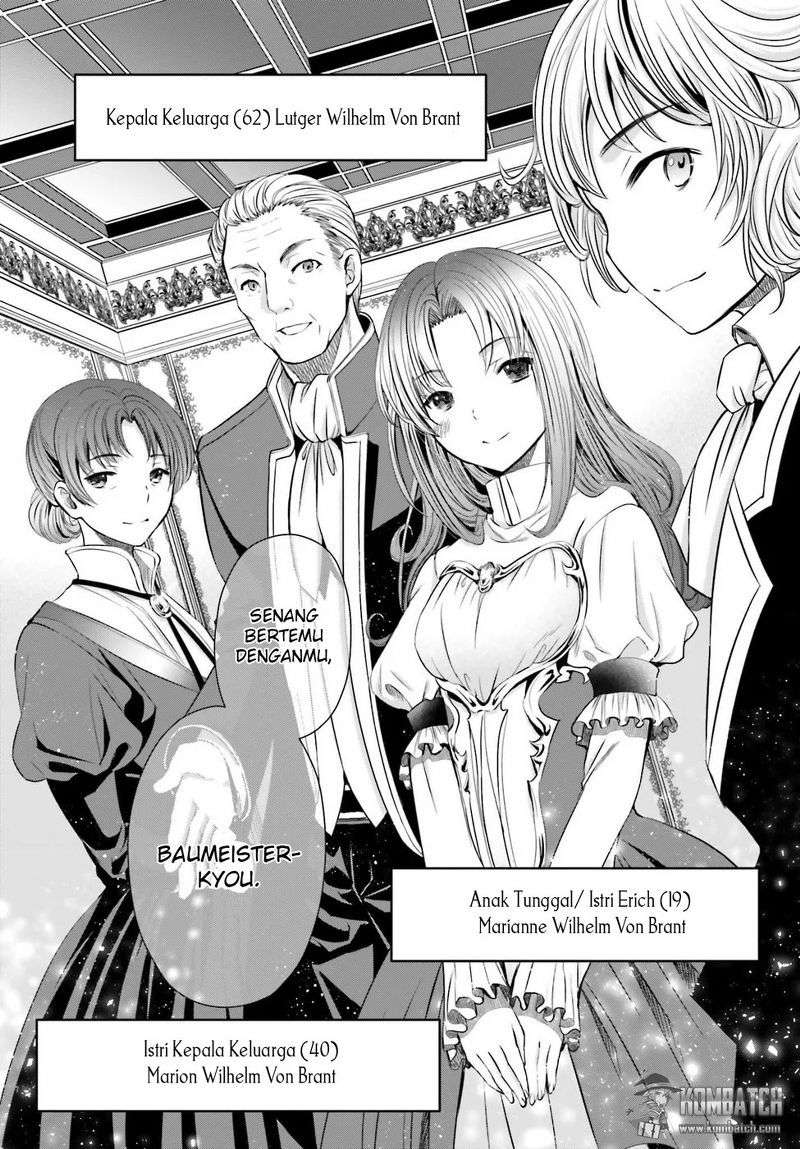 Kepala Keluarga (62) Lutger Wilhelm Von Brant
SENANG
BERTEMU
DENGANMU,
BAUMEISTER-
KYOU.
Anak Tunggal/ Istri Erich (19)
Marianne Wilhelm Von Brant
Istri Kepala Keluarga (40)
Marion Wilhelm Von Brant
KOMBATCH
www.kombatch.com